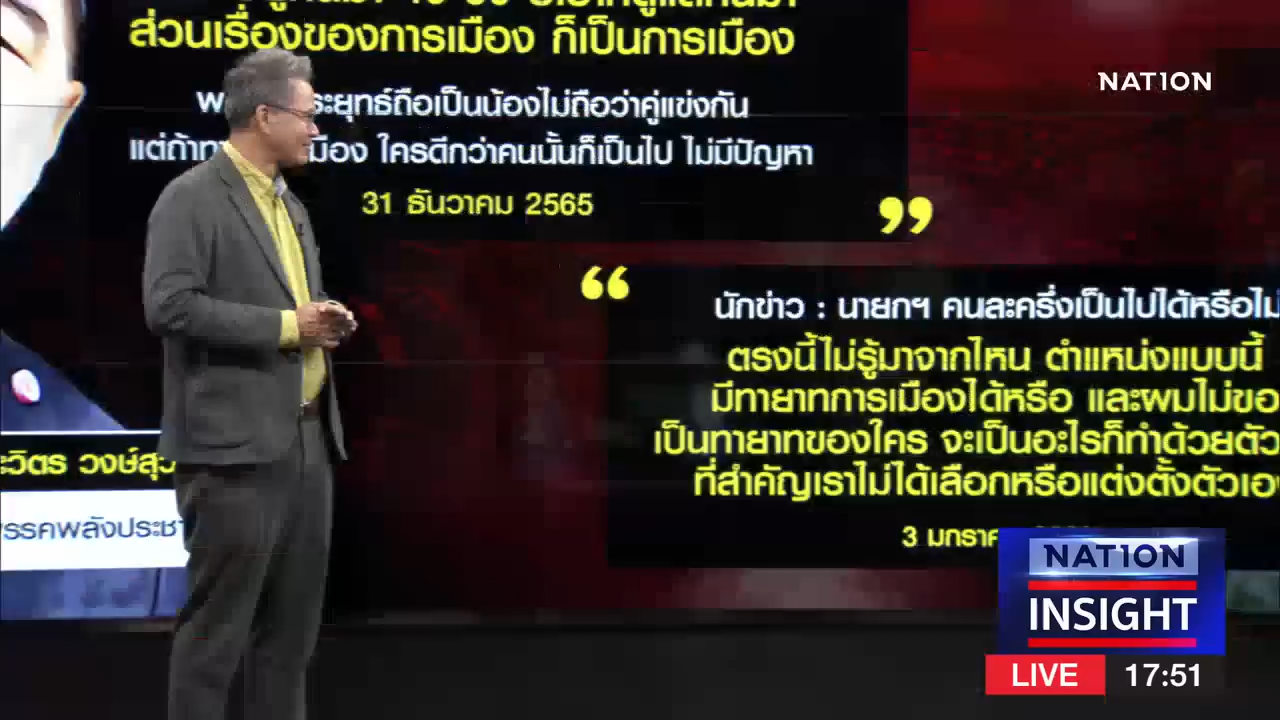 ส่วนเรื่องของการเมือง ก็เป็นการเมือง
ระยุทธ์ถือเป็นน้องไม่ถือว่าคู่แข่งกัน
แต่ถ้าทา เมือง ใครดีกว่าคนนั้นก็เป็นไป ไม่มีปัญหา
31 ธันวาคม 2565
NATION
นักข่าว : นายกฯ คนละครึ่งเป็นไปได้หรือไม่
ตรงนี้ไม่รู้มาจากไหน ตำแหน่งแบบนี้
มีทายาทการเมืองได้หรือ และผมไม่ขอ
เป็นทายาทของใคร จะเป็นอะไรก็ทำด้วยตัว
ที่สำคัญเราไม่ได้เลือกหรือแต่งตั้งตัวเอ
3 มกรา
ะวิตร วงษ์สุว
พรรคพลังประชา
NATION
INSIGHT
LIVE 17:51